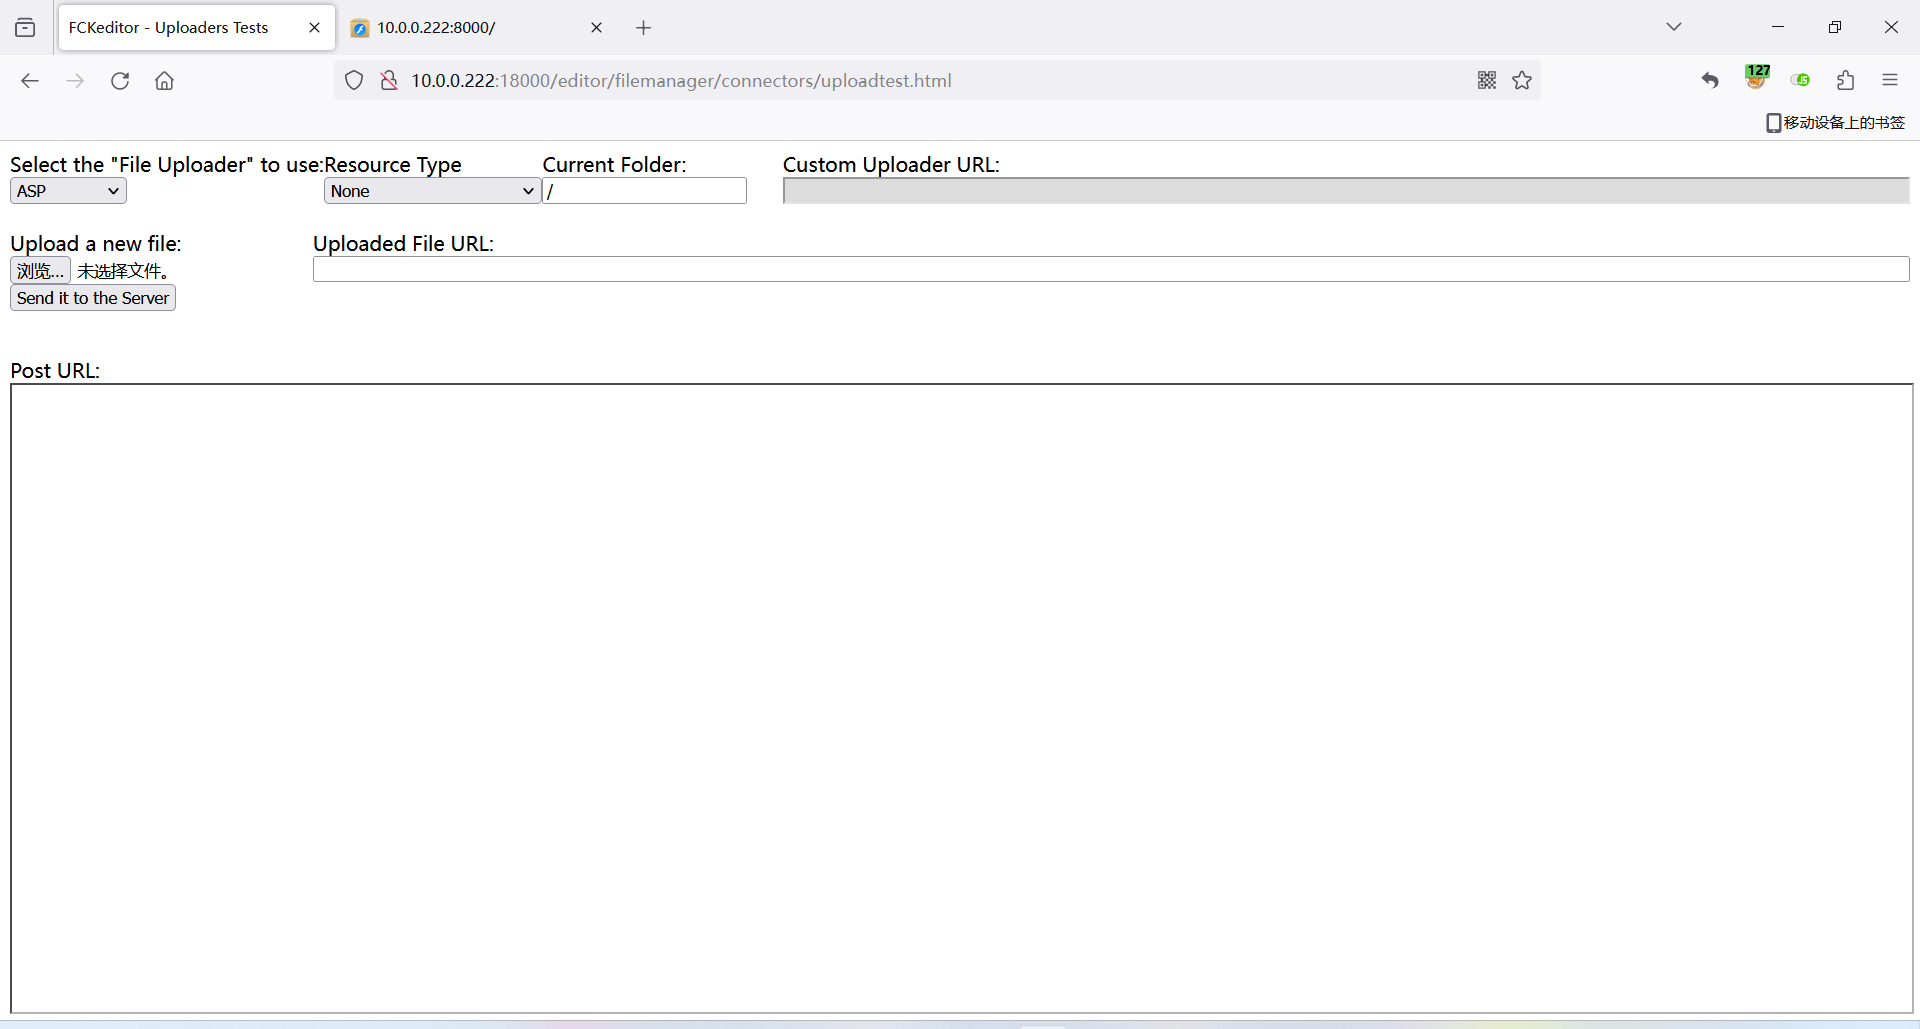 FCKeditor - Uploaders Tests
10.0.0.222:8000/
10.0.0.222:18000/editor/filemanager/connectors/uploadtest.html
127
JS
移动设备上的书签
Select the "File Uploader" to use: Resource Type Current Folder: Custom Uploader URL:
ASP None /
Upload a new file: Uploaded File URL:
浏览... 未选择文件。
Send it to the Server
Post URL: